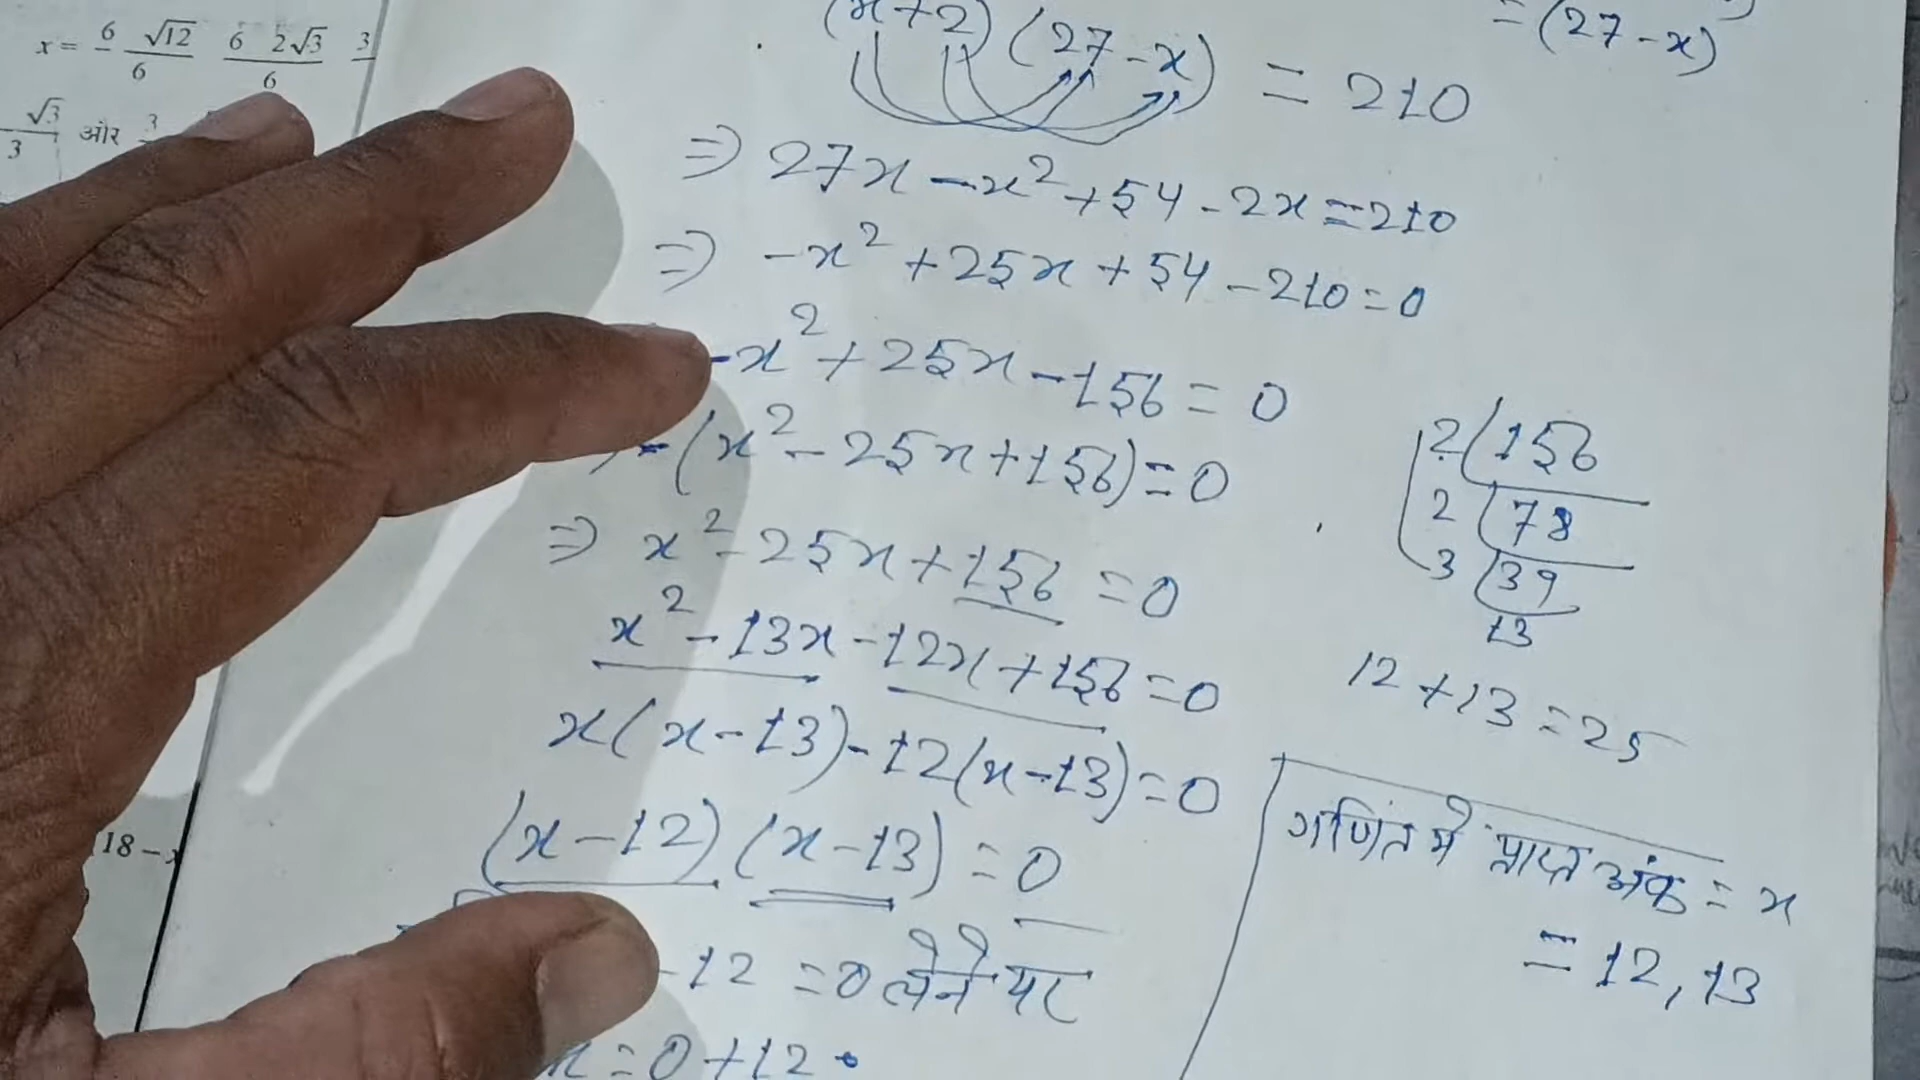 x = 6 √12 / 6 6 2√3 / 6 3
√3 / 3 और 3
= (27 - x)
(x+2) (27 - x) = 210
⇒ 27x - x² + 54 - 2x = 210
⇒ -x² + 25x + 54 - 210 = 0
-x² + 25x - 156 = 0
-(x² - 25x + 156) = 0
⇒ x² - 25x + 156 = 0
x² - 13x - 12x + 156 = 0
x(x - 13) - 12(x - 13) = 0
(x - 12) (x - 13) = 0
- 12 = 0 लेने पर
x = 0 + 12
2 156
2 78
3 39
13
12 + 13 = 25
गणित मे प्राप्त अंक = x
= 12, 13
18 - x